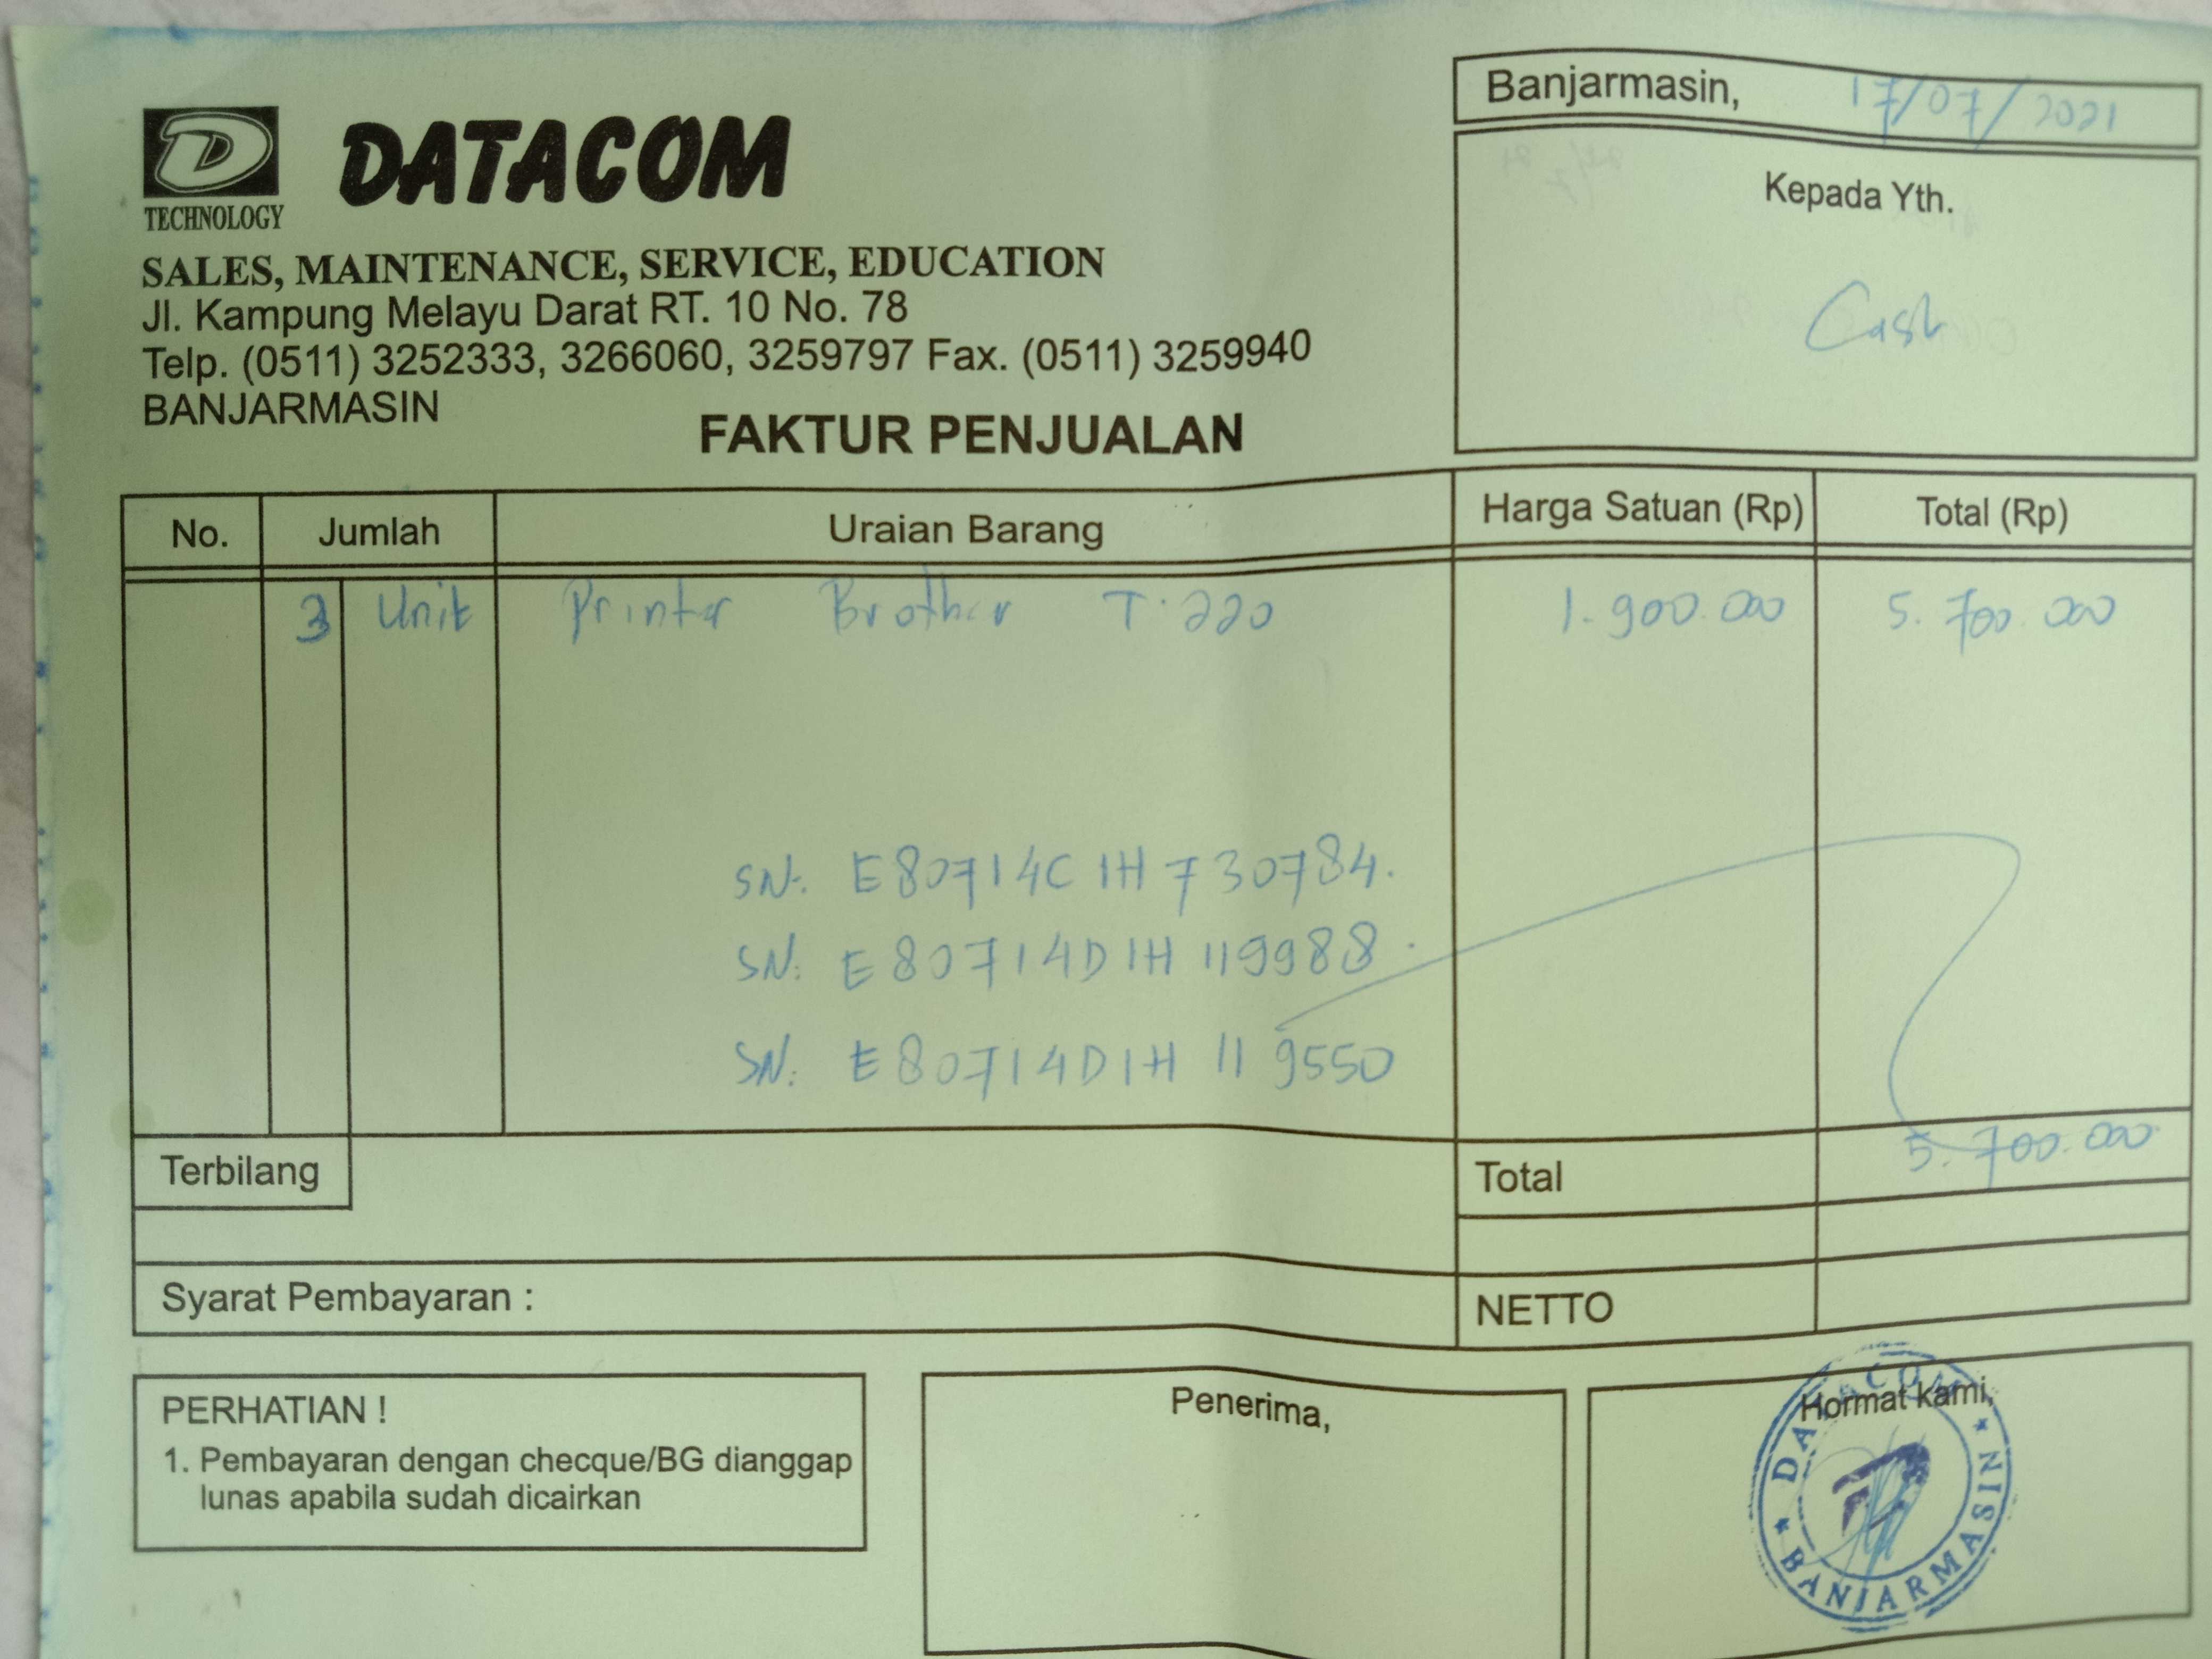 D
TECHNOLOGY
DATACOM
SALES, MAINTENANCE, SERVICE, EDUCATION
Jl. Kampung Melayu Darat RT. 10 No. 78
Telp. (0511) 3252333, 3266060, 3259797 Fax. (0511) 3259940
BANJARMASIN
FAKTUR PENJUALAN
Banjarmasin, 17/07/2021
Kepada Yth.
Cash
No. Jumlah Uraian Barang Harga Satuan (Rp) Total (Rp)
3 Unit Printer Brother T.220 1.900.000 5.700.000
SN. E80714C1H730784.
SN: E80714D1H119988.
SN: E80714D1H119550
Terbilang Total 5.700.000
Syarat Pembayaran : NETTO
PERHATIAN !
1. Pembayaran dengan checque/BG dianggap
lunas apabila sudah dicairkan
Penerima,
Hormat Kami,
DATACOM
BANJARMASIN